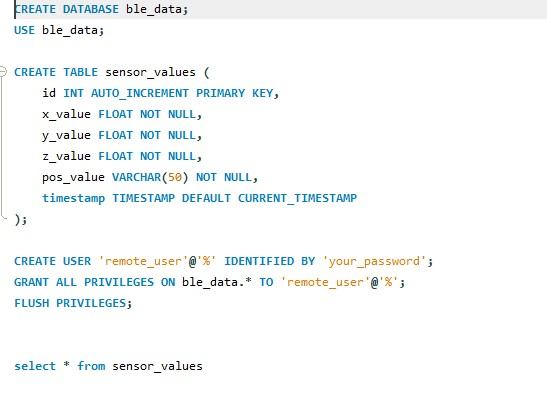 CREATE DATABASE ble_data;
USE ble_data;
CREATE TABLE sensor_values (
id INT AUTO_INCREMENT PRIMARY KEY,
x_value FLOAT NOT NULL,
y_value FLOAT NOT NULL,
z_value FLOAT NOT NULL,
pos_value VARCHAR(50) NOT NULL,
timestamp TIMESTAMP DEFAULT CURRENT_TIMESTAMP
);
CREATE USER 'remote_user'@'%' IDENTIFIED BY 'your_password';
GRANT ALL PRIVILEGES ON ble_data.* TO 'remote_user'@'%';
FLUSH PRIVILEGES;
select * from sensor_values